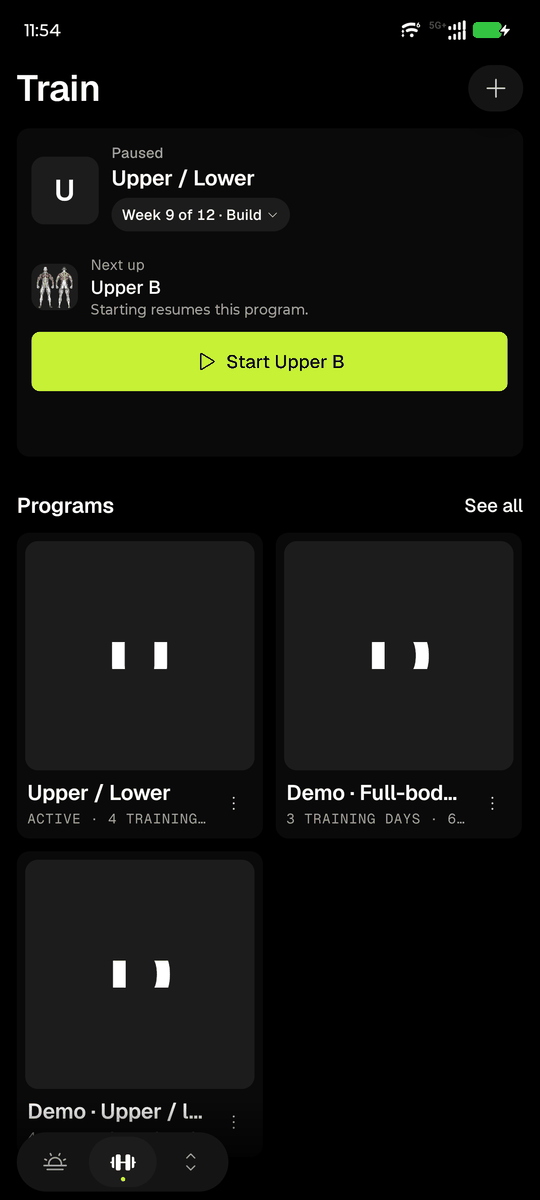 11:54
5G+
Train
Paused
U
Upper / Lower
Week 9 of 12 · Build
Next up
Upper B
Starting resumes this program.
Start Upper B
Programs
See all
Upper / Lower
ACTIVE · 4 TRAINING…
Demo · Full-bod…
3 TRAINING DAYS · 6…
Demo · Upper / l…